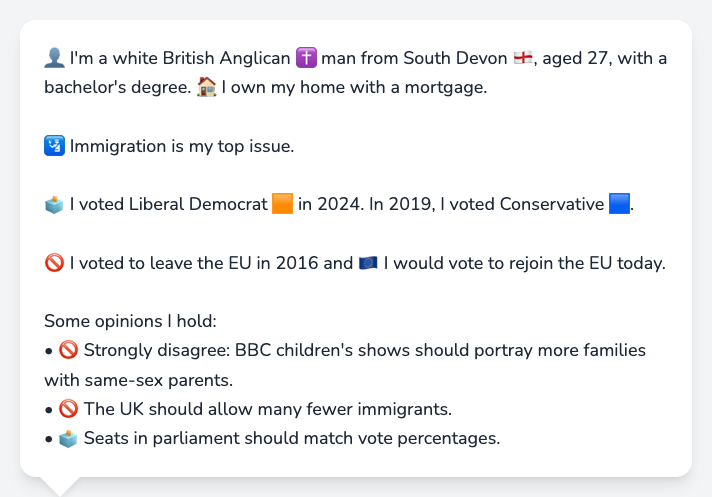 👤 I'm a white British Anglican ✝️ man from South Devon 🏴󠁧󠁢󠁥󠁮󠁧󠁿, aged 27, with a
bachelor's degree. 🏠 I own my home with a mortgage.
🛂 Immigration is my top issue.
🗳️ I voted Liberal Democrat 🟧 in 2024. In 2019, I voted Conservative 🟦.
🚫 I voted to leave the EU in 2016 and 🇪🇺 I would vote to rejoin the EU today.
Some opinions I hold:
• 🚫 Strongly disagree: BBC children's shows should portray more families
with same-sex parents.
• 🚫 The UK should allow many fewer immigrants.
• 🗳️ Seats in parliament should match vote percentages.